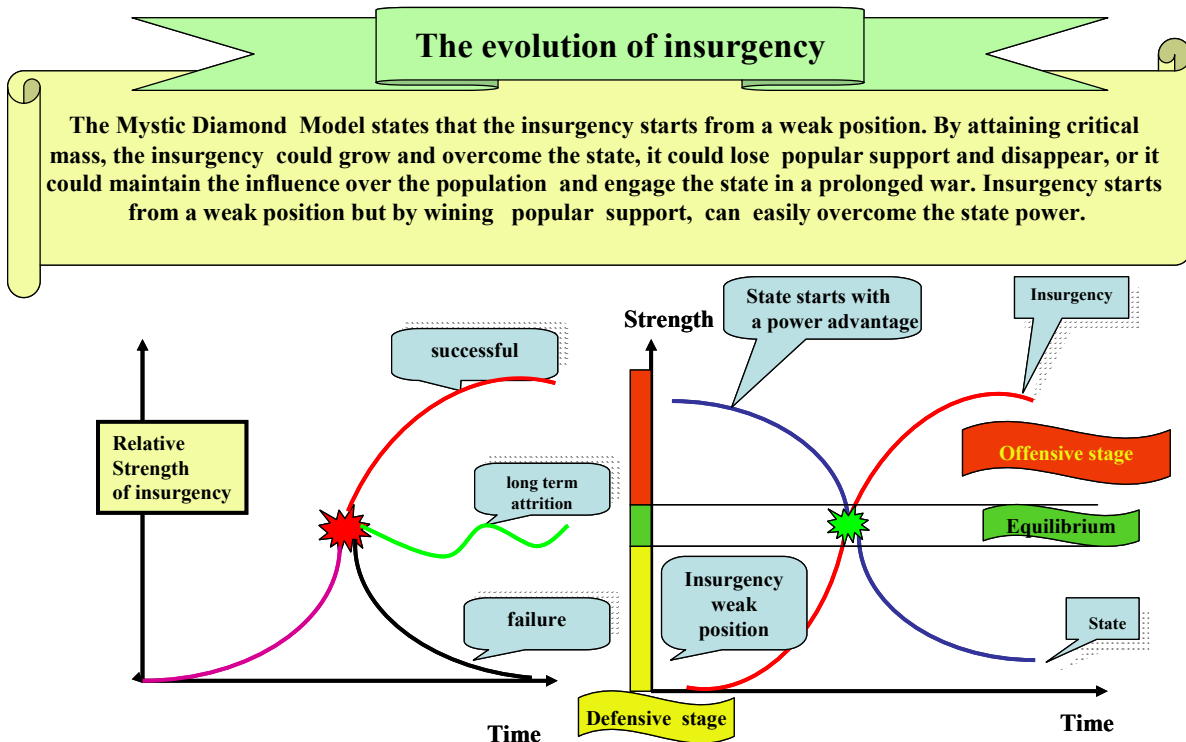 The evolution of insurgency
The Mystic Diamond Model states that the insurgency starts from a weak position. By attaining critical
mass, the insurgency could grow and overcome the state, it could lose popular support and disappear, or it
could maintain the influence over the population and engage the state in a prolonged war. Insurgency starts
from a weak position but by wining popular support, can easily overcome the state power.
successful
Relative
Strength
of insurgency
long term
attrition
failure
Time
Strength
State starts with
a power advantage
Insurgency
Offensive stage
Equilibrium
Insurgency
weak
position
State
Defensive stage
Time